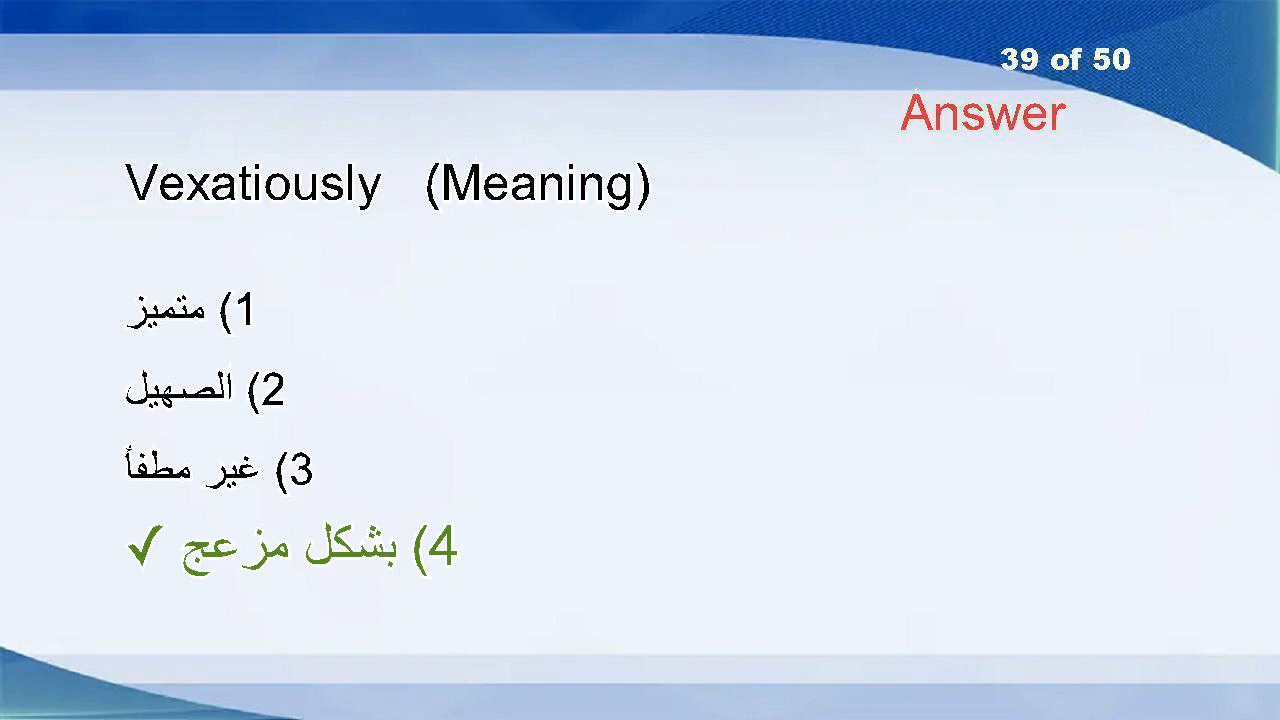 39 of 50
Answer
Vexatiously (Meaning)
1) متميز
2) الصهيل
3) غير مطفأ
4) بشكل مزعج ✓